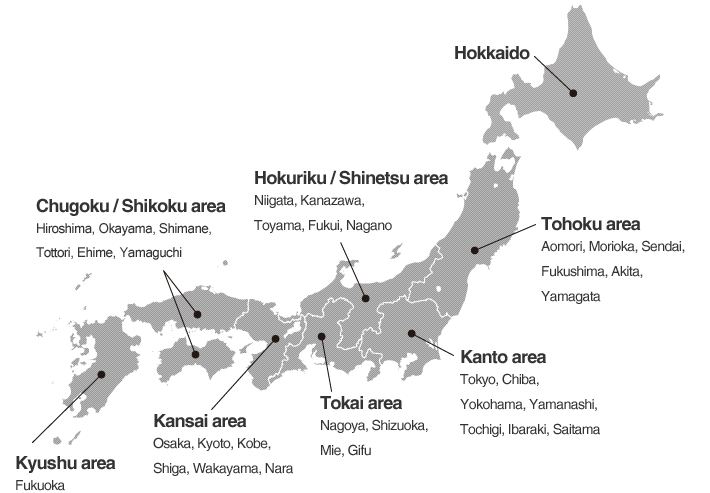 Hokkaido
Hokuriku / Shinetsu area
Niigata, Kanazawa,
Toyama, Fukui, Nagano
Chugoku / Shikoku area
Hiroshima, Okayama, Shimane,
Tottori, Ehime, Yamaguchi
Tohoku area
Aomori, Morioka, Sendai,
Fukushima, Akita,
Yamagata
Kanto area
Tokyo, Chiba,
Yokohama, Yamanashi,
Tochigi, Ibaraki, Saitama
Tokai area
Nagoya, Shizuoka,
Mie, Gifu
Kansai area
Osaka, Kyoto, Kobe,
Shiga, Wakayama, Nara
Kyushu area
Fukuoka